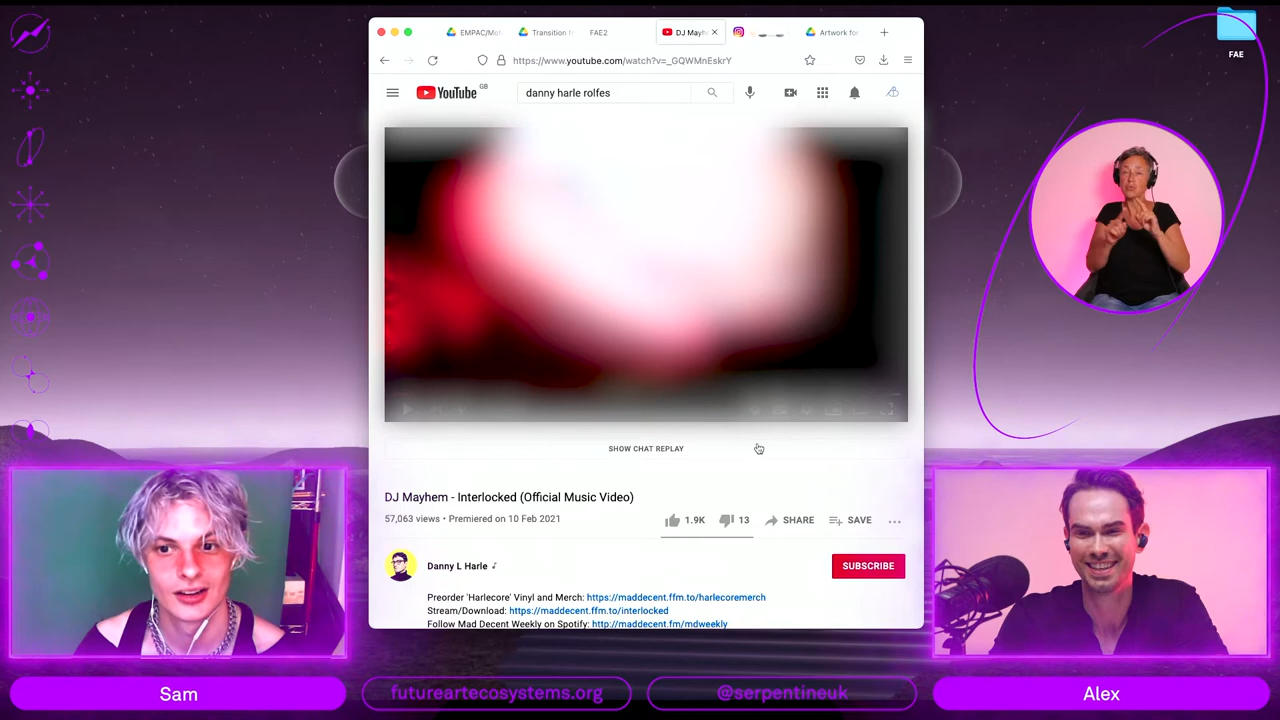 EMPAC/Mot
Transition f
FAE2
DJ Mayh
Artwork for
https://www.youtube.com/watch?v=_GQWMnEskrY
YouTube GB
danny harle rolfes
FAE
SHOW CHAT REPLAY
DJ Mayhem - Interlocked (Official Music Video)
57,063 views • Premiered on 10 Feb 2021
1.9K
13
SHARE
SAVE
Danny L Harle
SUBSCRIBE
Preorder 'Harlecore' Vinyl and Merch: https://maddecent.ffm.to/harlecoremerch
Stream/Download: https://maddecent.ffm.to/interlocked
Follow Mad Decent Weekly on Spotify: http://maddecent.fm/mdweekly
Sam
futureartecosystems.org
@serpentineuk
Alex